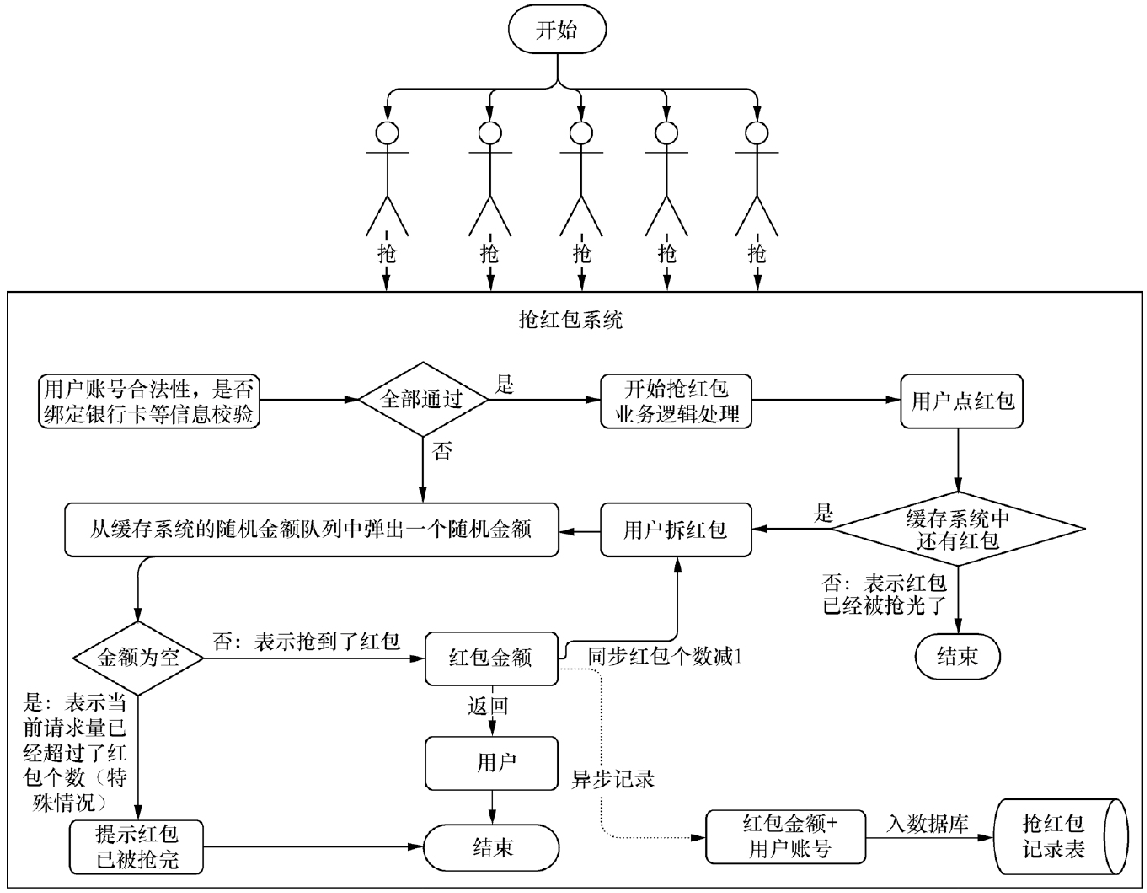 开始
抢
抢
抢
抢
抢
抢红包系统
用户账号合法性，是否
绑定银行卡等信息校验
全部通过
是
开始抢红包
业务逻辑处理
用户点红包
否
从缓存系统的随机金额队列中弹出一个随机金额
用户拆红包
是
缓存系统中
还有红包
否：表示红包
已经被抢光了
结束
金额为空
否：表示抢到了红包
红包金额
同步红包个数减1
是：表示当
前请求量已
经超过了红
包个数（特
殊情况）
返回
用户
异步记录
提示红包
已被抢完
结束
红包金额+
用户账号
入数据库
抢红包
记录表